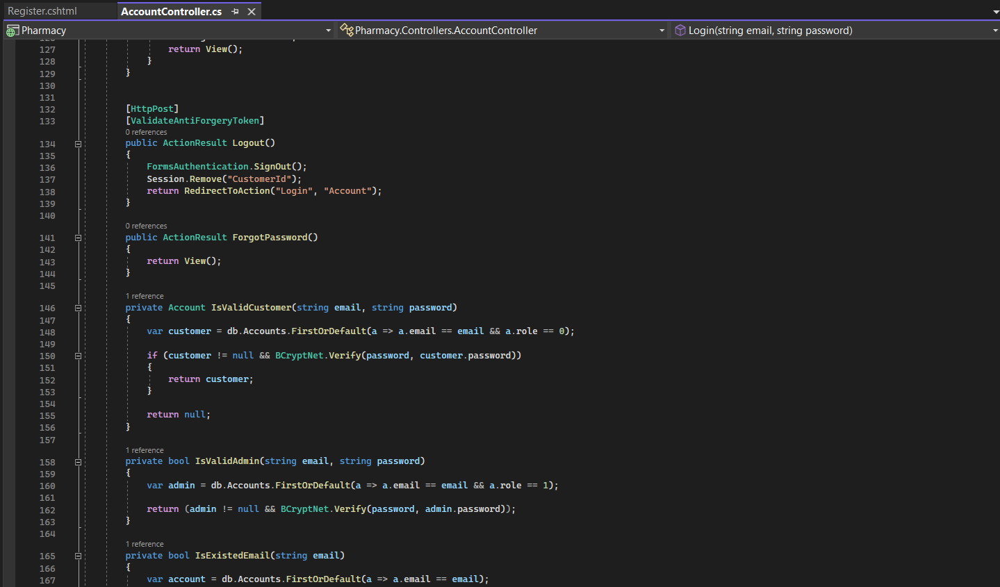 Register.cshtml AccountController.cs
Pharmacy Pharmacy.Controllers.AccountController Login(string email, string password)
127 return View();
128 }
129 }
130
131
132 [HttpPost]
133 [ValidateAntiForgeryToken]
0 references
134 public ActionResult Logout()
135 {
136 FormsAuthentication.SignOut();
137 Session.Remove("CustomerId");
138 return RedirectToAction("Login", "Account");
139 }
140
0 references
141 public ActionResult ForgotPassword()
142 {
143 return View();
144 }
145
1 reference
146 private Account IsValidCustomer(string email, string password)
147 {
148 var customer = db.Accounts.FirstOrDefault(a => a.email == email && a.role == 0);
149
150 if (customer != null && BCryptNet.Verify(password, customer.password))
151 {
152 return customer;
153 }
154
155 return null;
156 }
157
1 reference
158 private bool IsValidAdmin(string email, string password)
159 {
160 var admin = db.Accounts.FirstOrDefault(a => a.email == email && a.role == 1);
161
162 return (admin != null && BCryptNet.Verify(password, admin.password));
163 }
164
1 reference
165 private bool IsExistedEmail(string email)
166 {
167 var account = db.Accounts.FirstOrDefault(a => a.email == email);